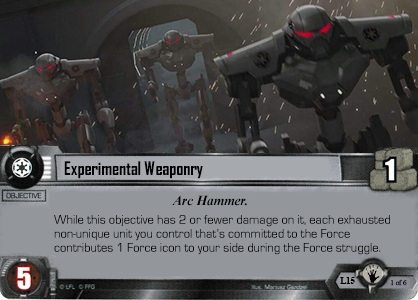 Experimental Weaponry
1
OBJECTIVE
Arc Hammer.
While this objective has 2 or fewer damage on it, each exhausted
non-unique unit you control that's committed to the Force
contributes 1 Force icon to your side during the Force struggle.
5
© LFL © FFG
Illus. Mariusz Gandzel
L15
1 of 6